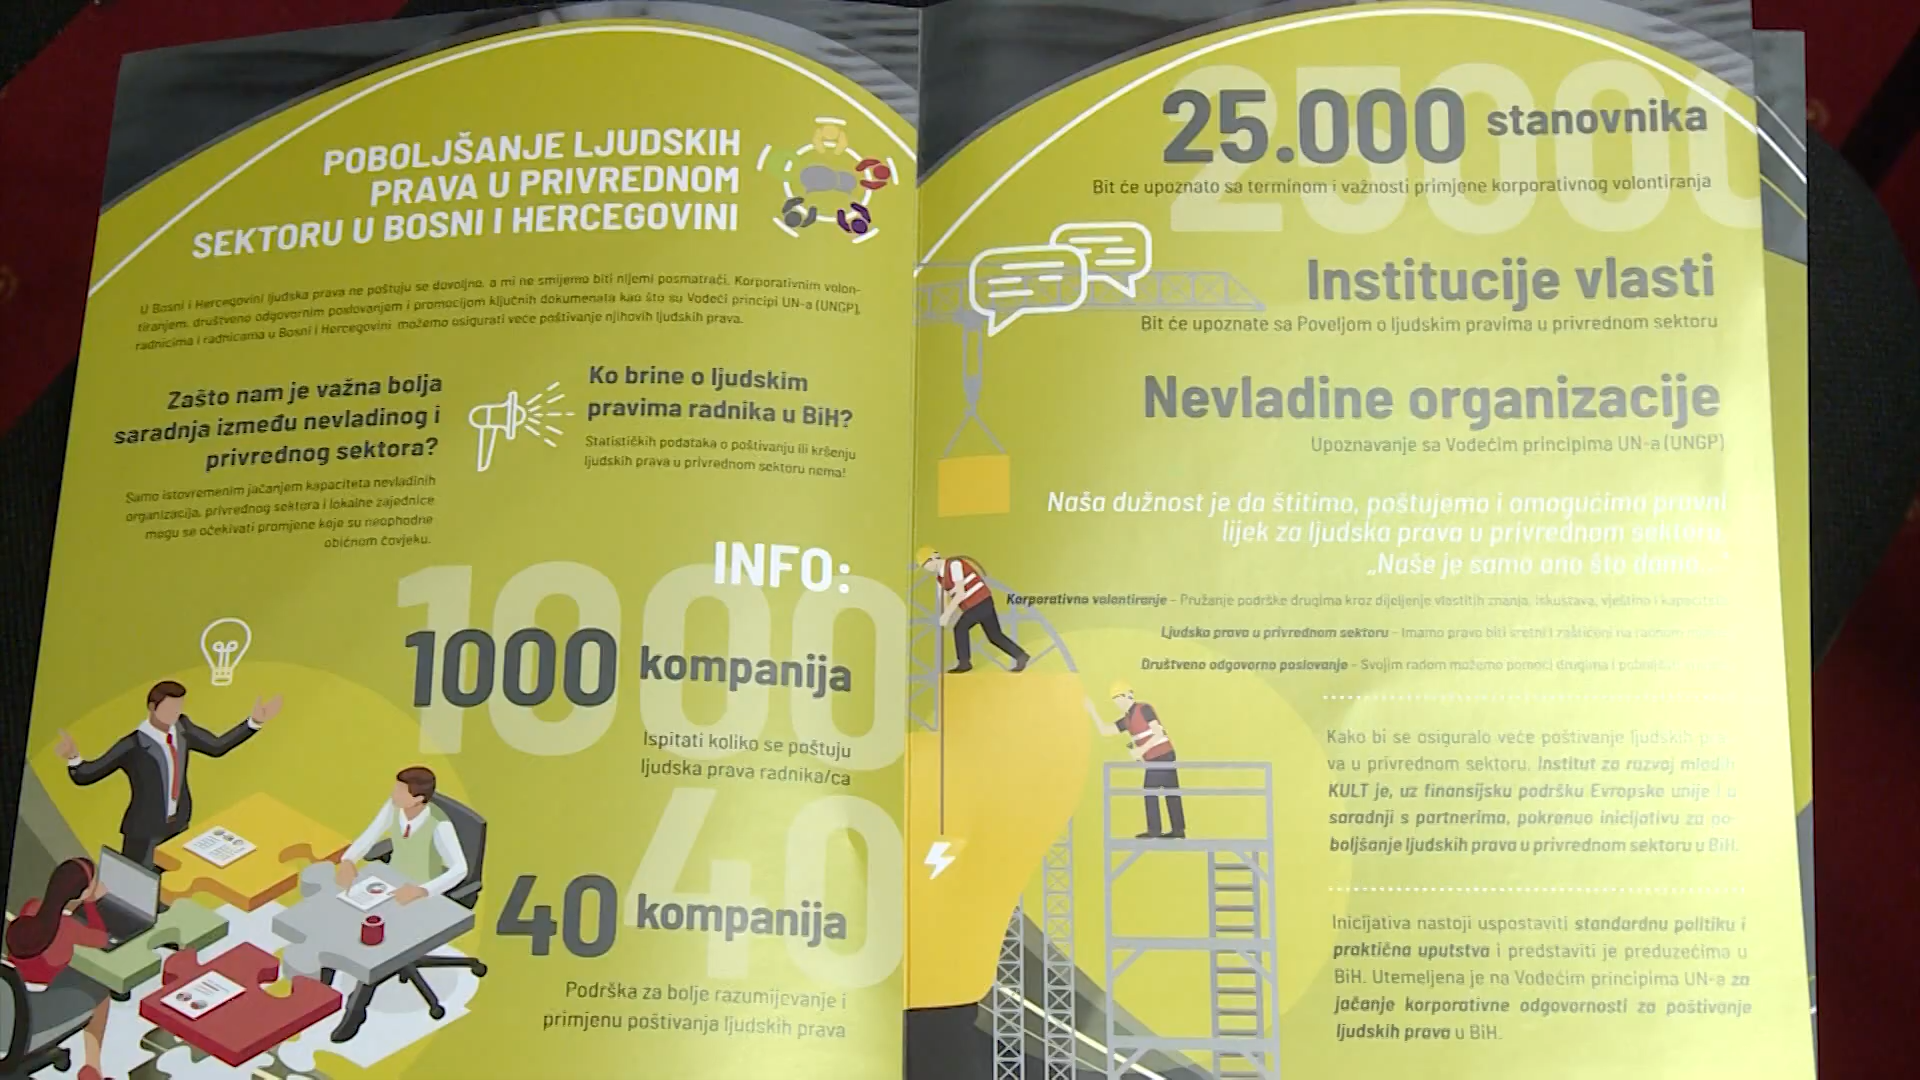 POBOLJŠANJE LJUDSKIH
PRAVA U PRIVREDNOM
SEKTORU U BOSNI I HERCEGOVINI
U Bosni i Hercegovini ljudska prava ne poštuju se dovoljno, a mi ne smijemo biti nijemi posmatrači. Korporativnim volon-
tiranjem, društveno odgovornim poslovanjem i promocijom ključnih dokumenata kao što su Vodeći principi UN-a (UNGP),
radnicima i radnicama u Bosni i Hercegovini možemo osigurati veće poštivanje njihovih ljudskih prava.
Zašto nam je važna bolja
saradnja između nevladinog i
privrednog sektora?
Samo istovremenim jačanjem kapaciteta nevladinih
organizacija, privrednog sektora i lokalne zajednice
mogu se očekivati promjene koje su neophodne
običnom čovjeku.
Ko brine o ljudskim
pravima radnika u BiH?
Statističkih podataka o poštivanju ili kršenju
ljudskih prava u privrednom sektoru nema!
INFO:
1000
1000 kompanija
Ispitati koliko se poštuju
ljudska prava radnika/ca
40
40 kompanija
Podrška za bolje razumijevanje i
primjenu poštivanja ljudskih prava
25000
25.000 stanovnika
Bit će upoznato sa terminom i važnosti primjene korporativnog volontiranja
Institucije vlasti
Bit će upoznate sa Poveljom o ljudskim pravima u privrednom sektoru
Nevladine organizacije
Upoznavanje sa Vodećim principima UN-a (UNGP)
Naša dužnost je da štitimo, poštujemo i omogućimo pravni
lijek za ljudska prava u privrednom sektoru.
„Naše je samo ono što damo..."
Korporativno volontiranje – Pružanje podrške drugima kroz dijeljenje vlastitih znanja, iskustava, vještina i
Ljudska prava u privrednom sektoru – Imamo pravo biti sretni i zaštićeni na radnom
Društveno odgovorno poslovanje – Svojim radom možemo pomoći drugima i
Kako bi se osiguralo veće poštivanje ljudskih pra-
va u privrednom sektoru, Institut za razvoj mladih
KULT je, uz finansijsku podršku Evropske unije i u
saradnji s partnerima, pokrenuo inicijativu za po-
boljšanje ljudskih prava u privrednom sektoru u BiH.
Inicijativa nastoji uspostaviti standardnu politiku i
praktična uputstva i predstaviti je preduzećima u
BiH. Utemeljena je na Vodećim principima UN-a za
jačanje korporativne odgovornosti za poštivanje
ljudskih prava u BiH.